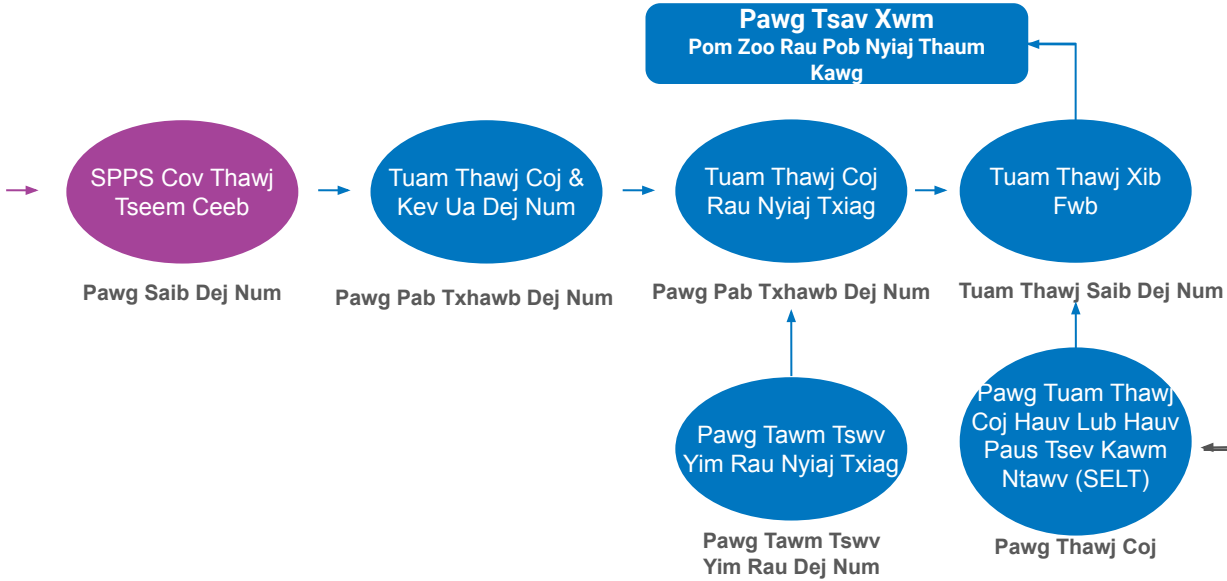 Pawg Tsav Xwm
Pom Zoo Rau Pob Nyiaj Thaum
Kawg
SPPS Cov Thawj
Tseem Ceeb
Tuam Thawj Coj &
Kev Ua Dej Num
Tuam Thawj Coj
Rau Nyiaj Txiag
Tuam Thawj Xib
Fwb
Pawg Saib Dej Num
Pawg Pab Txhawb Dej Num
Pawg Pab Txhawb Dej Num
Tuam Thawj Saib Dej Num
Pawg Tawm Tswv
Yim Rau Nyiaj Txiag
Pawg Tuam Thawj
Coj Hauv Lub Hauv
Paus Tsev Kawm
Ntawv (SELT)
Pawg Tawm Tswv
Yim Rau Dej Num
Pawg Thawj Coj